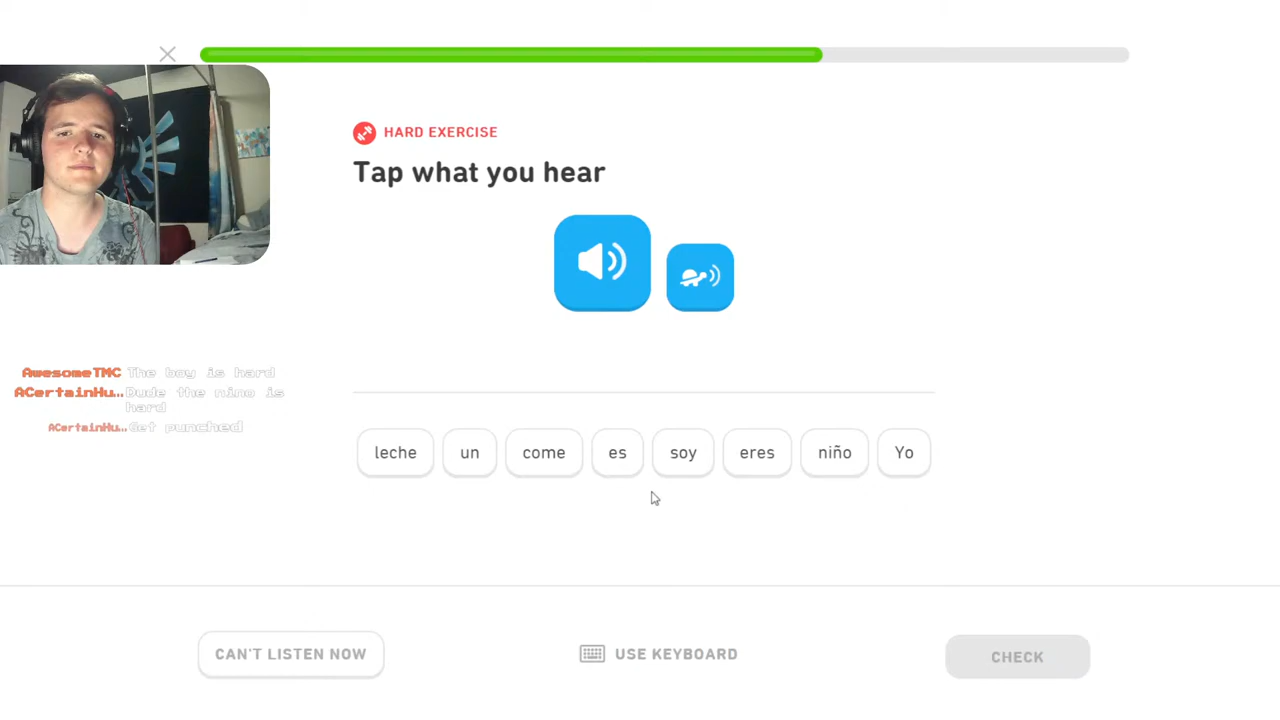 HARD EXERCISE
Tap what you hear
AwesomeTMC The boy is hard
ACertainHu… Dude the nino is
hard
ACertainHu… Get punched
leche un come es soy eres niño Yo
CAN'T LISTEN NOW USE KEYBOARD CHECK